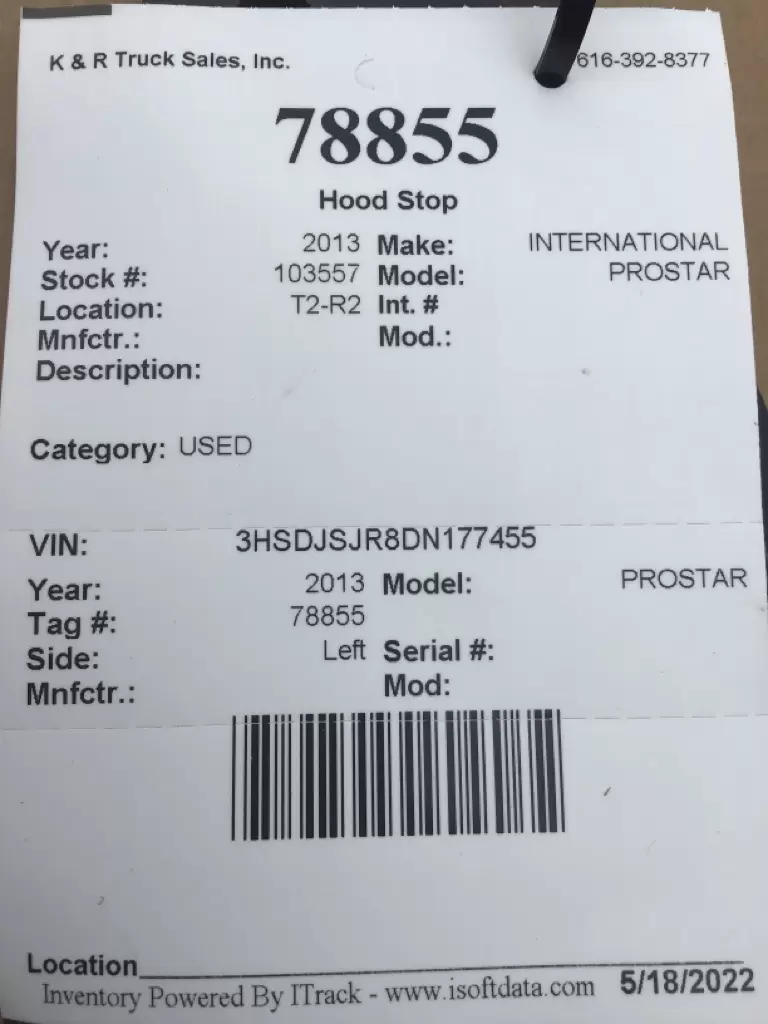 K & R Truck Sales, Inc. 616-392-8377
78855
Hood Stop
Year: 2013 Make: INTERNATIONAL
Stock #: 103557 Model: PROSTAR
Location: T2-R2 Int. #
Mnfctr.: Mod.:
Description:
Category: USED
VIN: 3HSDJSJR8DN177455
Year: 2013 Model: PROSTAR
Tag #: 78855
Side: Left Serial #:
Mnfctr.: Mod:
Location
Inventory Powered By ITrack - www.isoftdata.com 5/18/2022